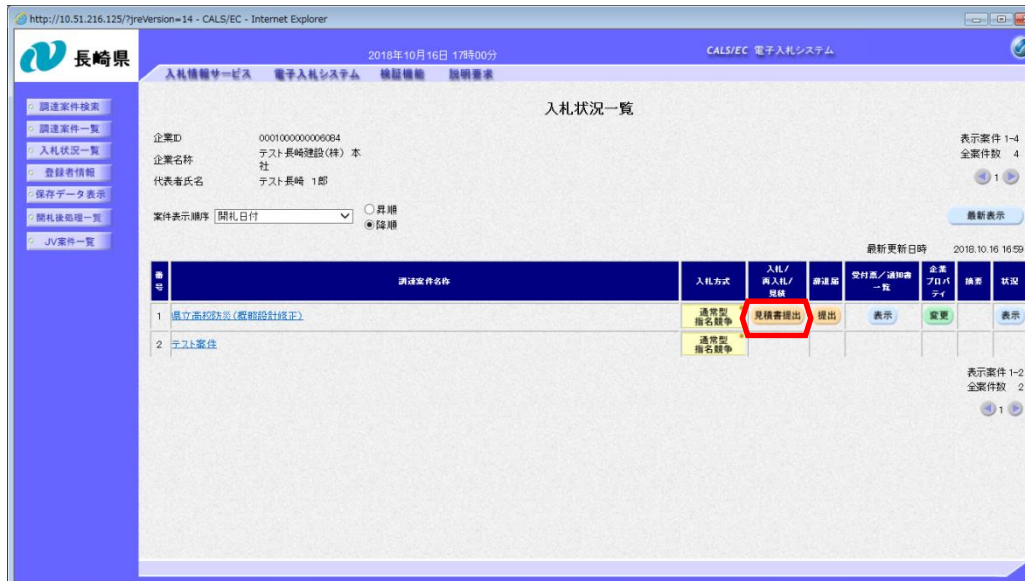 http://10.51.216.125/?jreVersion=14 - CALS/EC - Internet Explorer
長崎県
2018年10月16日 17時00分
CALS/EC 電子入札システム
入札情報サービス 電子入札システム 検証機能 説明要求
調達案件検索
調達案件一覧
入札状況一覧
登録者情報
保存データ表示
開札後処理一覧
JV案件一覧
入札状況一覧
企業ID 0001000000006084
企業名称 テスト長崎建設(株) 本
社
代表者氏名 テスト長崎 1郎
表示案件 1-4
全案件数 4
1
案件表示順序 開札日付
昇順
降順
最新表示
最新更新日時 2018.10.16 16:59
番号 調達案件名称 入札方式 入札/再入札/見積 辞退届 受付票/通知書一覧 企業プロパティ 摘要 状況
1 県立高校防災(概略設計修正) 通常型指名競争 見積書提出 提出 表示 変更 表示
2 テスト案件 通常型指名競争
表示案件 1-2
全案件数 2
1